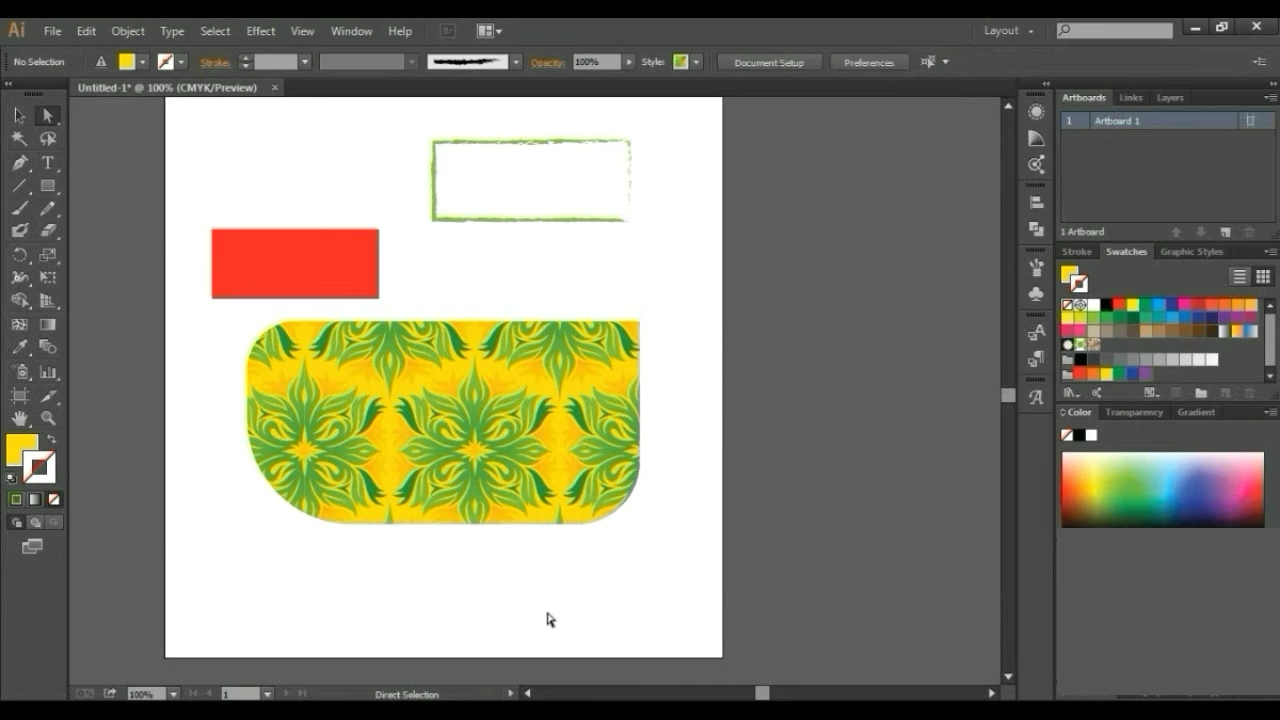 Ai File Edit Object Type Select Effect View Window Help Br Layout
No Selection Stroke: Opacity: 100% Style: Document Setup Preferences
Untitled-1* @ 100% (CMYK/Preview)
Artboards Links Layers
1 Artboard 1
1 Artboard
Stroke Swatches Graphic Styles
Color Transparency Gradient
100% 1 Direct Selection